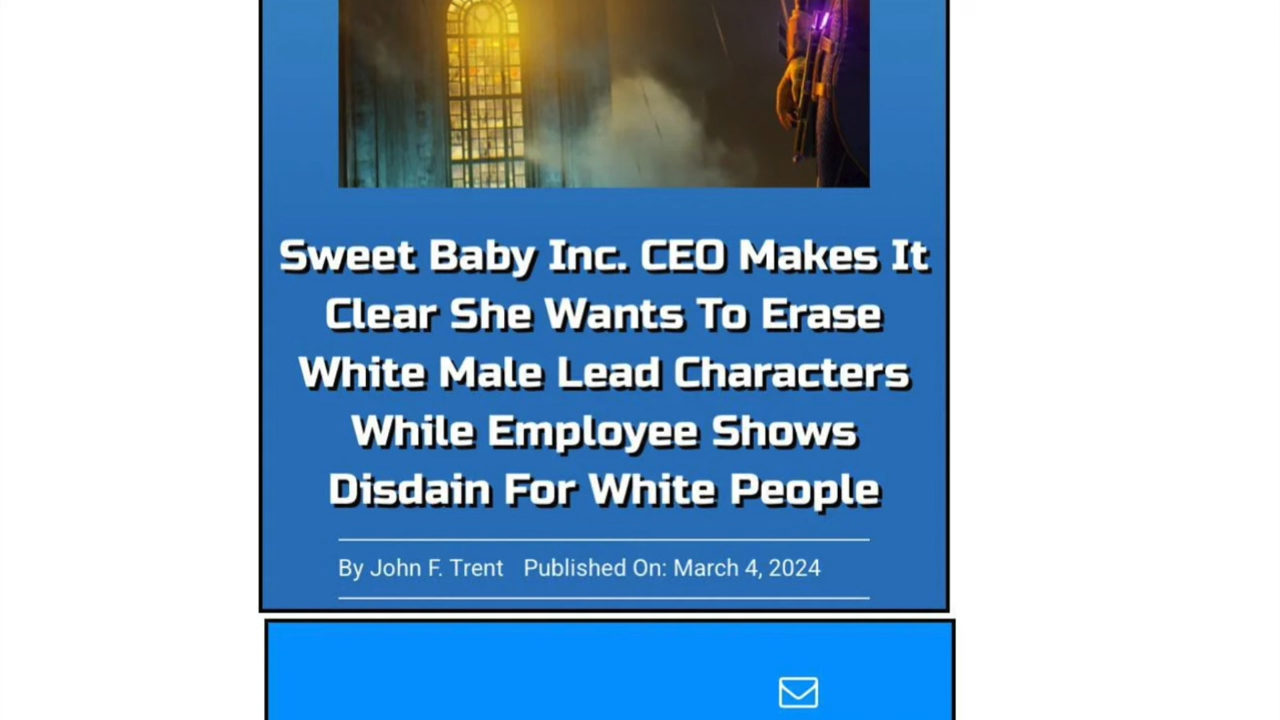 Sweet Baby Inc. CEO Makes It
Clear She Wants To Erase
White Male Lead Characters
While Employee Shows
Disdain For White People
By John F. Trent Published On: March 4, 2024